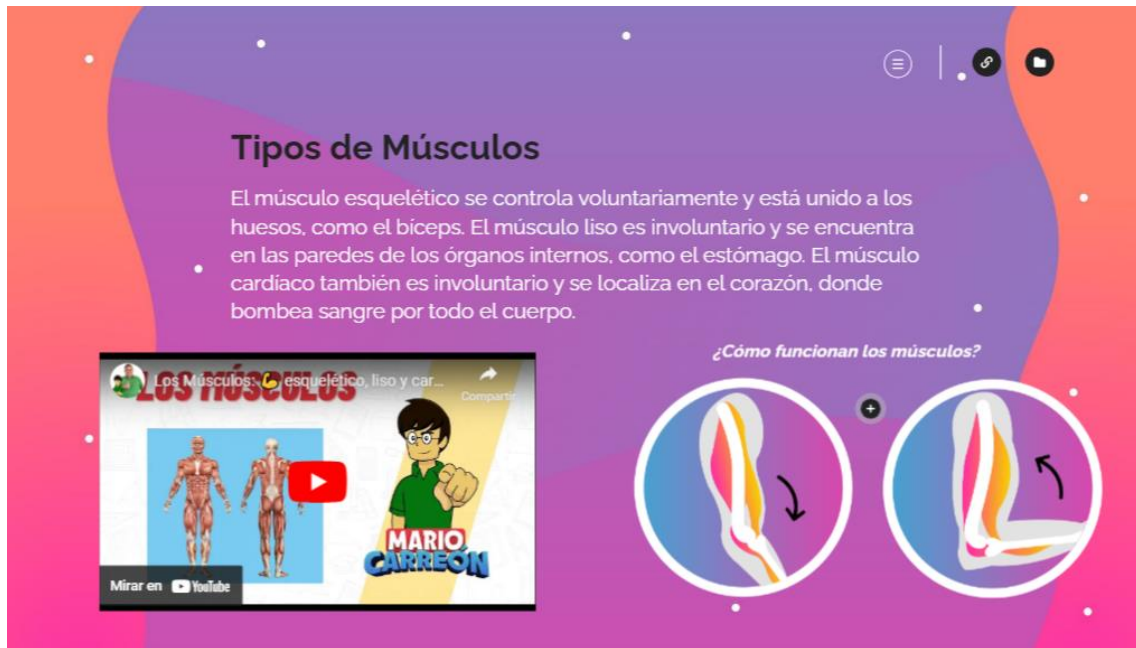 Tipos de Músculos
El músculo esquelético se controla voluntariamente y está unido a los
huesos, como el bíceps. El músculo liso es involuntario y se encuentra
en las paredes de los órganos internos, como el estómago. El músculo
cardíaco también es involuntario y se localiza en el corazón, donde
bombea sangre por todo el cuerpo.
¿Cómo funcionan los músculos?
Los Músculos: 💪 esquelético, liso y car...
Compartir
LOS MÚSCULOS
MARIO
CARREÓN
Mirar en YouTube